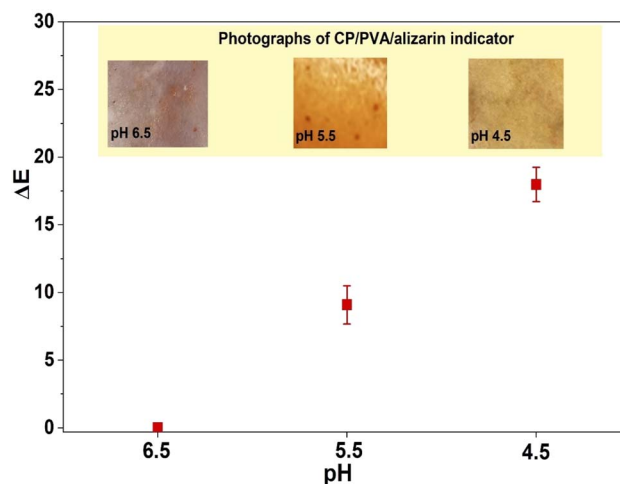 Photographs of CP/PVA/alizarin indicator
pH 6.5
pH 5.5
pH 4.5
30
25
20
15
10
5
0
ΔE
6.5
5.5
4.5
pH